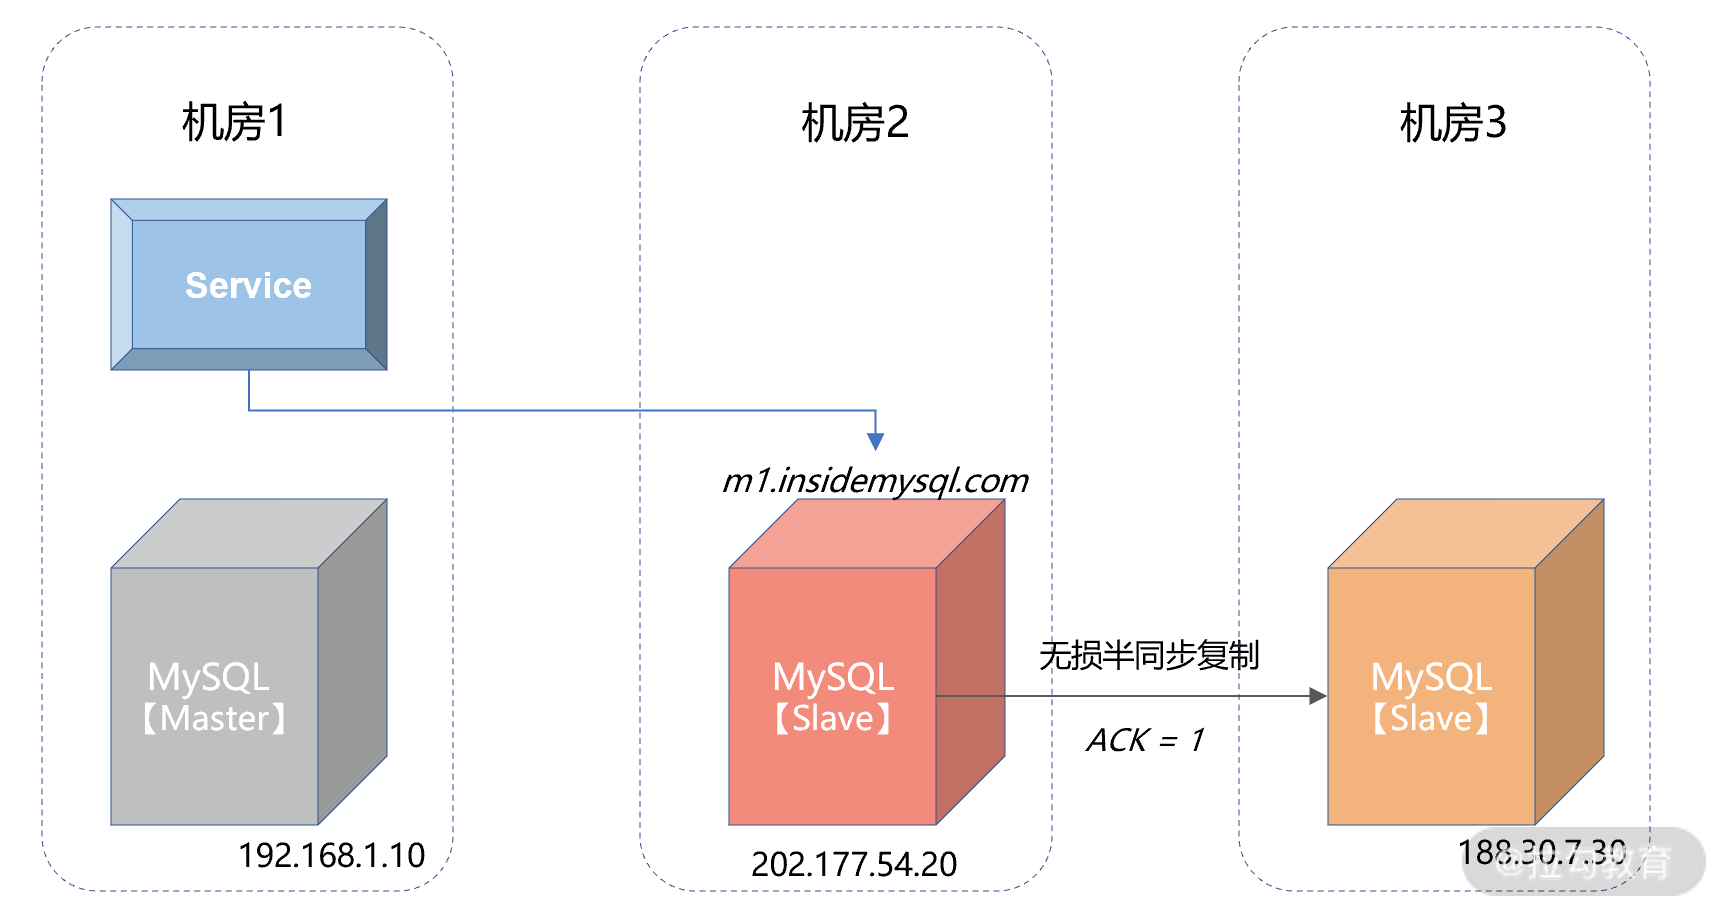 机房1
机房2
机房3
Service
m1.insidemysql.com
MySQL
【Master】
MySQL
【Slave】
无损半同步复制
ACK = 1
MySQL
【Slave】
192.168.1.10
202.177.54.20
188.30.7.30
@拉勾教育